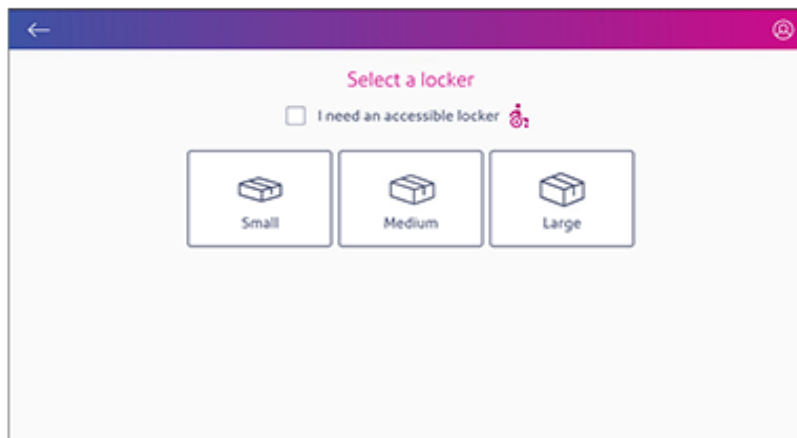 Select a locker
I need an accessible locker
Small
Medium
Large